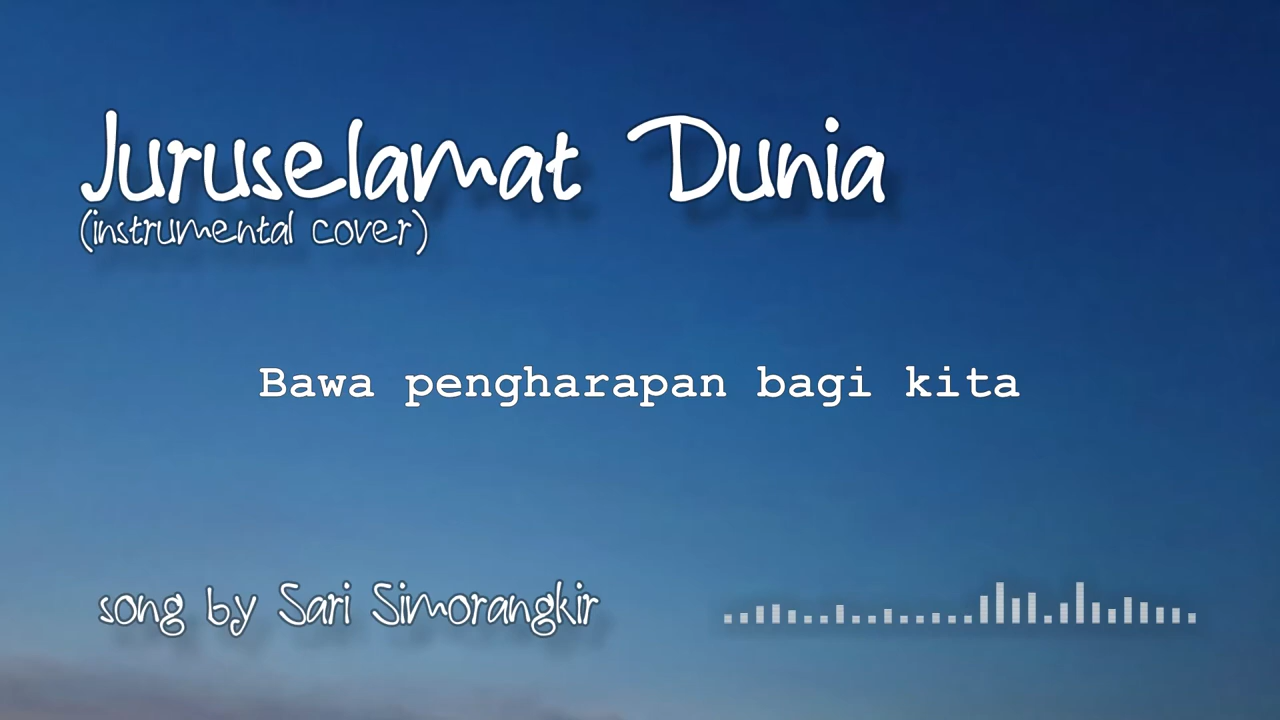 Juruselamat Dunia
(instrumental cover)
Bawa pengharapan bagi kita
song by Sari Simorangkir